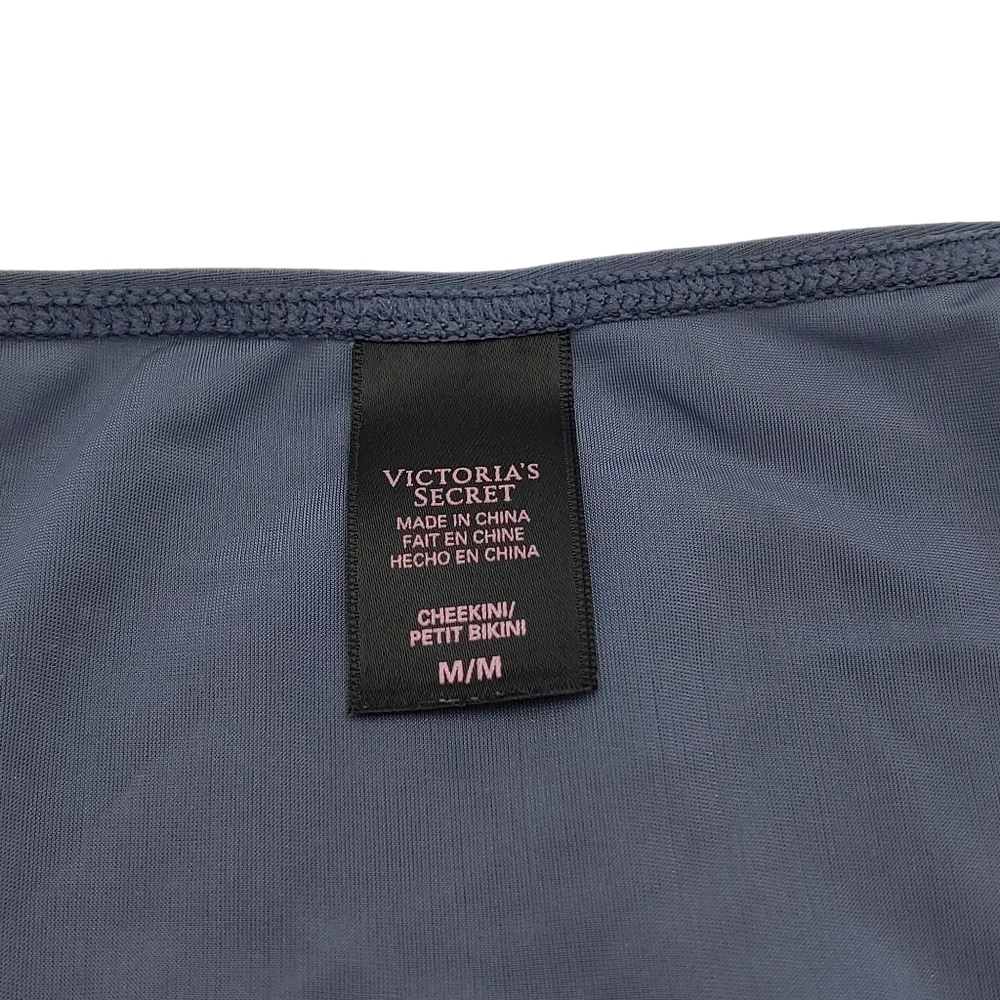 VICTORIA'S
SECRET
MADE IN CHINA
FAIT EN CHINE
HECHO EN CHINA
CHEEKINI/
PETIT BIKINI
M/M